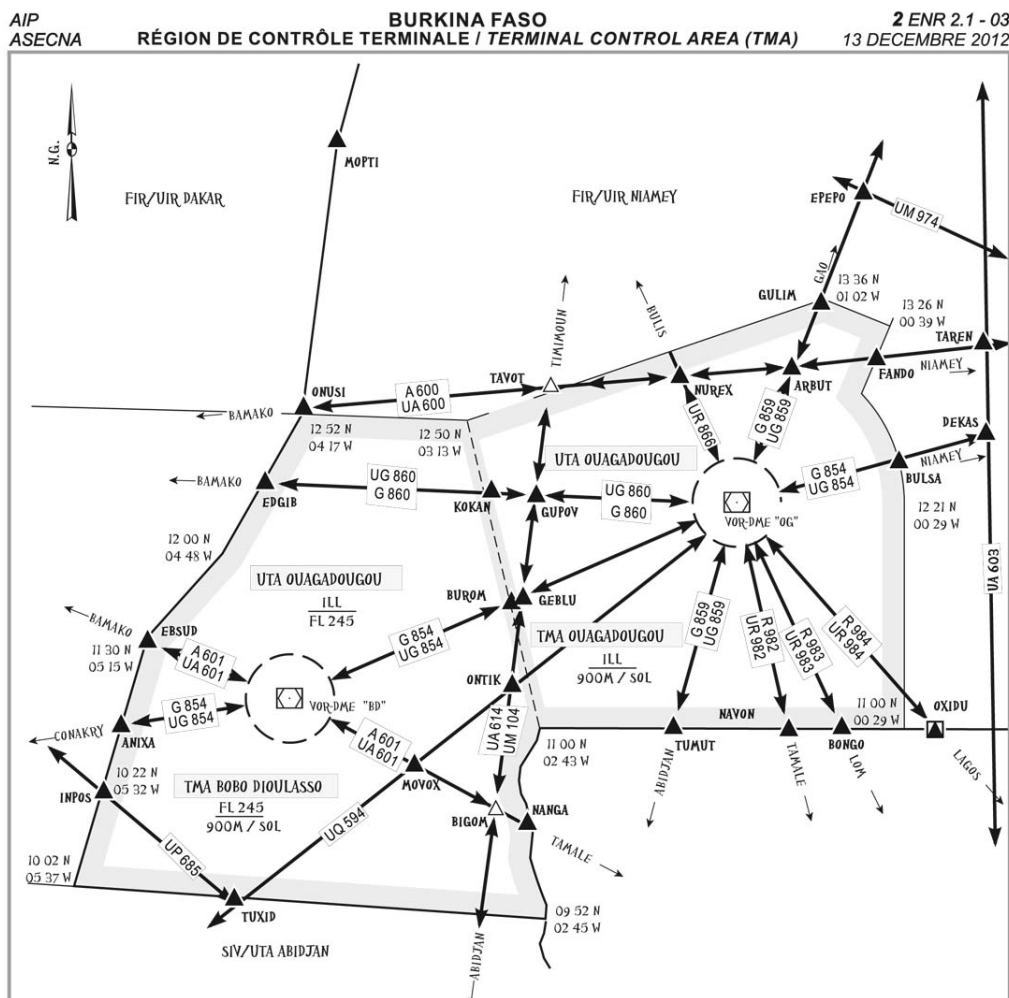 AIP
ASECNA
BURKINA FASO
RÉGION DE CONTRÔLE TERMINALE / TERMINAL CONTROL AREA (TMA)
2 ENR 2.1 - 03
13 DECEMBRE 2012
N.G.
MOPTI
FIR/UIR DAKAR
FIR/UIR NIAMEY
EPEPO
UM 974
GAO
GULIM
13 36 N
01 02 W
13 26 N
00 39 W
TAREN
TIMIMOUN
BULIS
TAVOT
NUREX
ARBUT
FANDO
NIAMEY
ONUSI
A 600
UA 600
BAMAKO
12 52 N
04 17 W
12 50 N
03 13 W
UR 866
G 859
UG 859
DEKAS
UTA OUAGADOUGOU
G 854
UG 854
NIAMEY
BULSA
BAMAKO
EDGIB
UG 860
G 860
KOKAN
GUPOV
UG 860
G 860
VOR-DME "OG"
12 21 N
00 29 W
12 00 N
04 48 W
UA 603
UTA OUAGADOUGOU
ILL
FL 245
BUROM
GEBLU
BAMAKO
EBSUD
11 30 N
05 15 W
A 601
UA 601
G 854
UG 854
TMA OUAGADOUGOU
ILL
900M / SOL
G 859
UG 859
R 982
UR 982
R 983
UR 983
R 984
UR 984
ONTIK
VOR-DME "BD"
G 854
UG 854
CONAKRY
ANIXA
A 601
UA 601
UA 614
UM 104
NAVON
11 00 N
00 29 W
OXIDU
11 00 N
02 43 W
TUMUT
BONGO
ABIDJAN
TAMALE
LOM
LAGOS
10 22 N
05 32 W
INPOS
TMA BOBO DIOULASSO
FL 245
900M / SOL
MOVOX
BIGOM
NANGA
TAMALE
UQ 594
UP 685
10 02 N
05 37 W
TUXID
09 52 N
02 45 W
SIV/UTA ABIDJAN
ABIDJAN